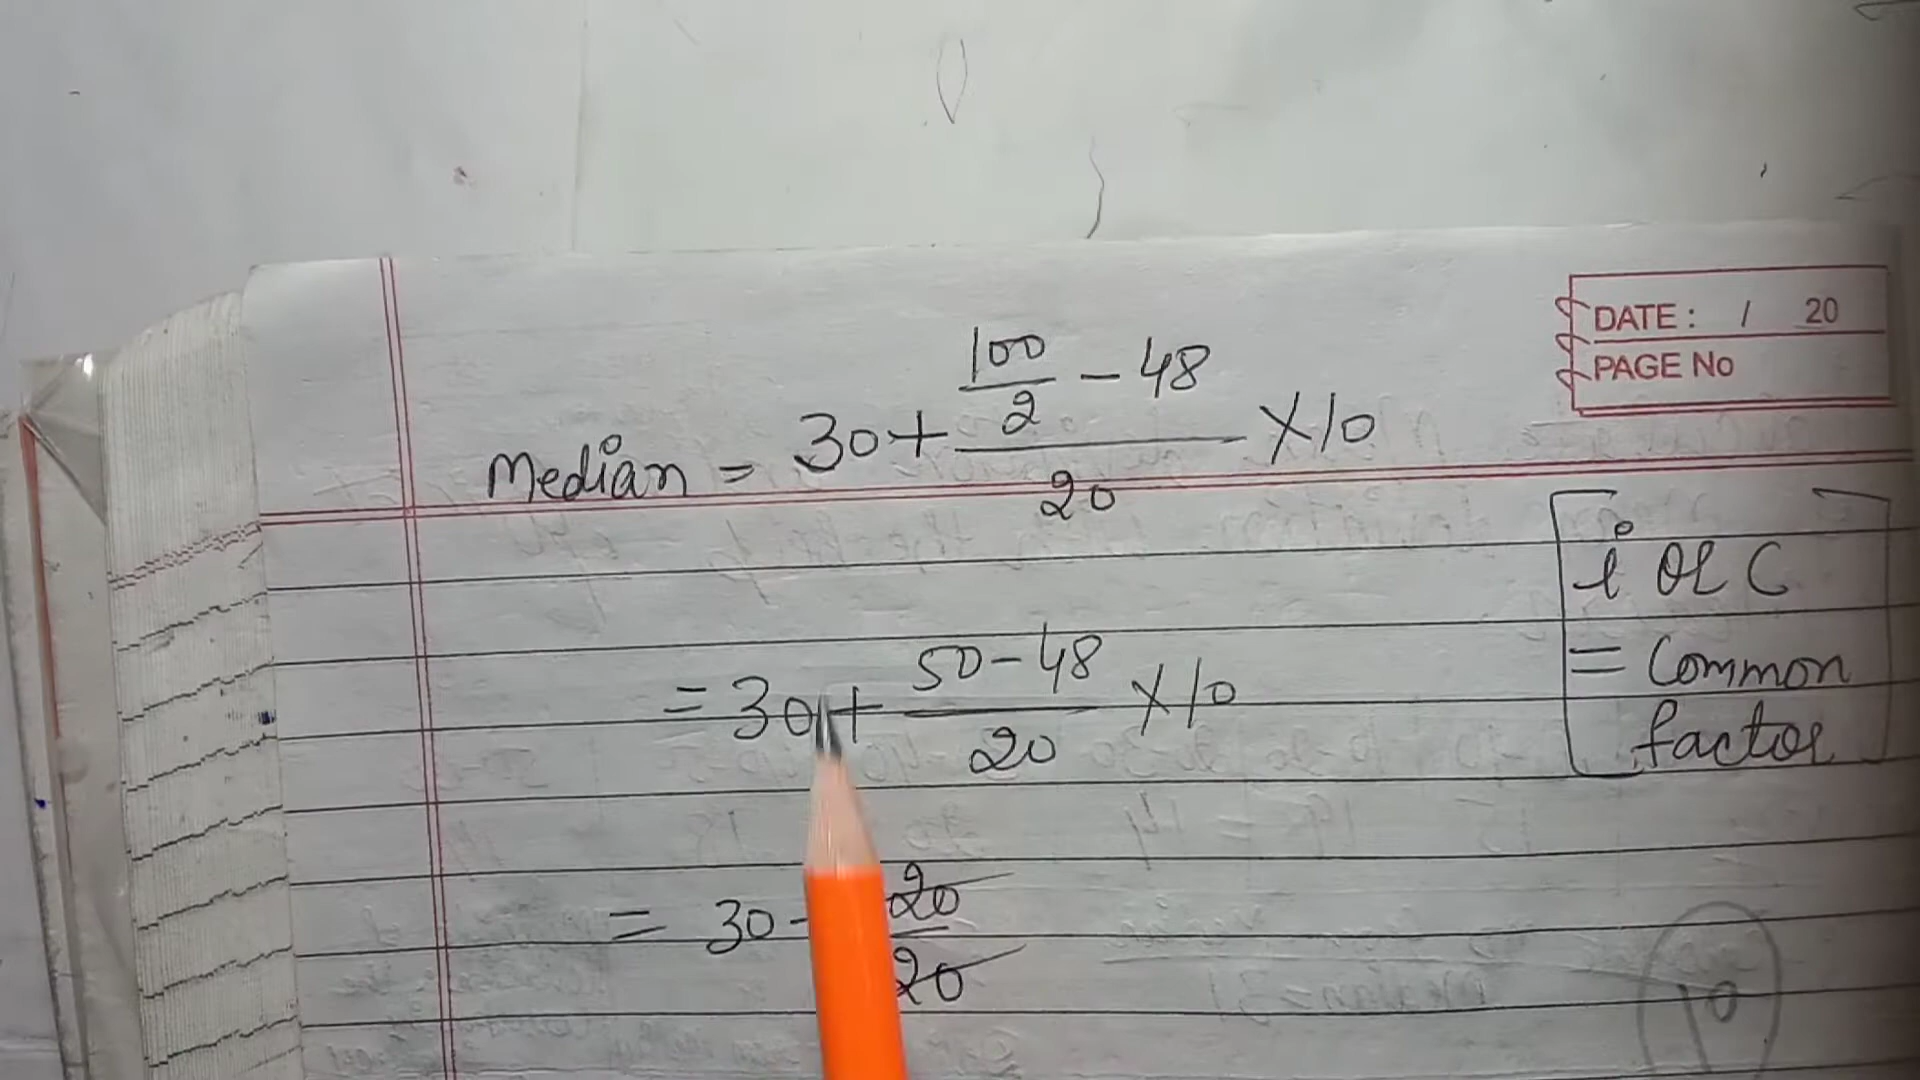 DATE: / 20
PAGE No
Median = 30 + (100/2 - 48)/20 X 10
i or C
= 30 + (50 - 48)/20 X 10
= Common
factor
= 30 20/20
10